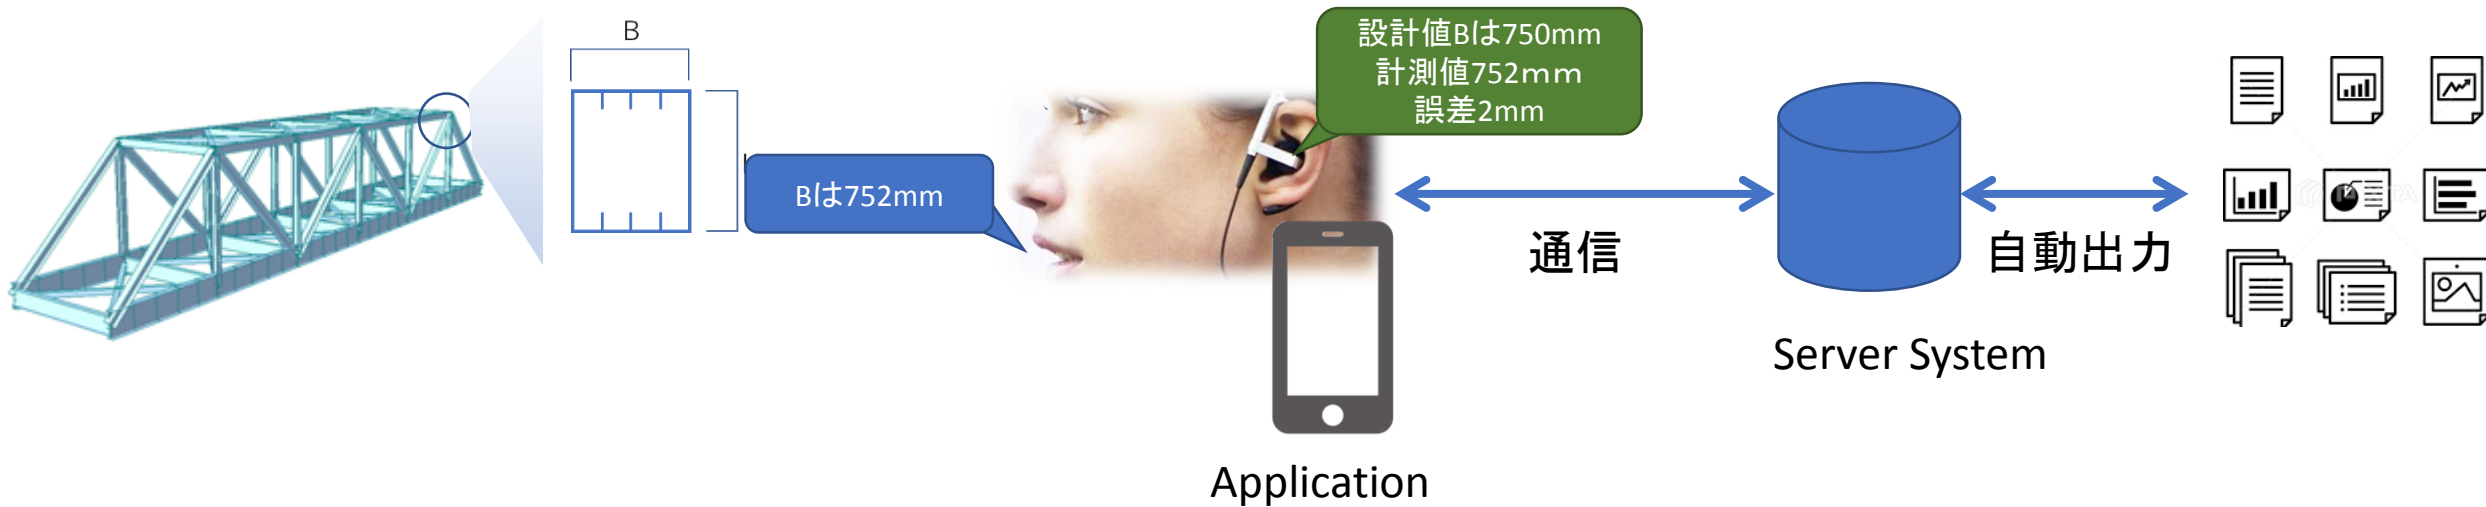 B
Bは752mm
設計値Bは750mm
計測値752ｍｍ
誤差2mm
通信
自動出力
Server System
Application